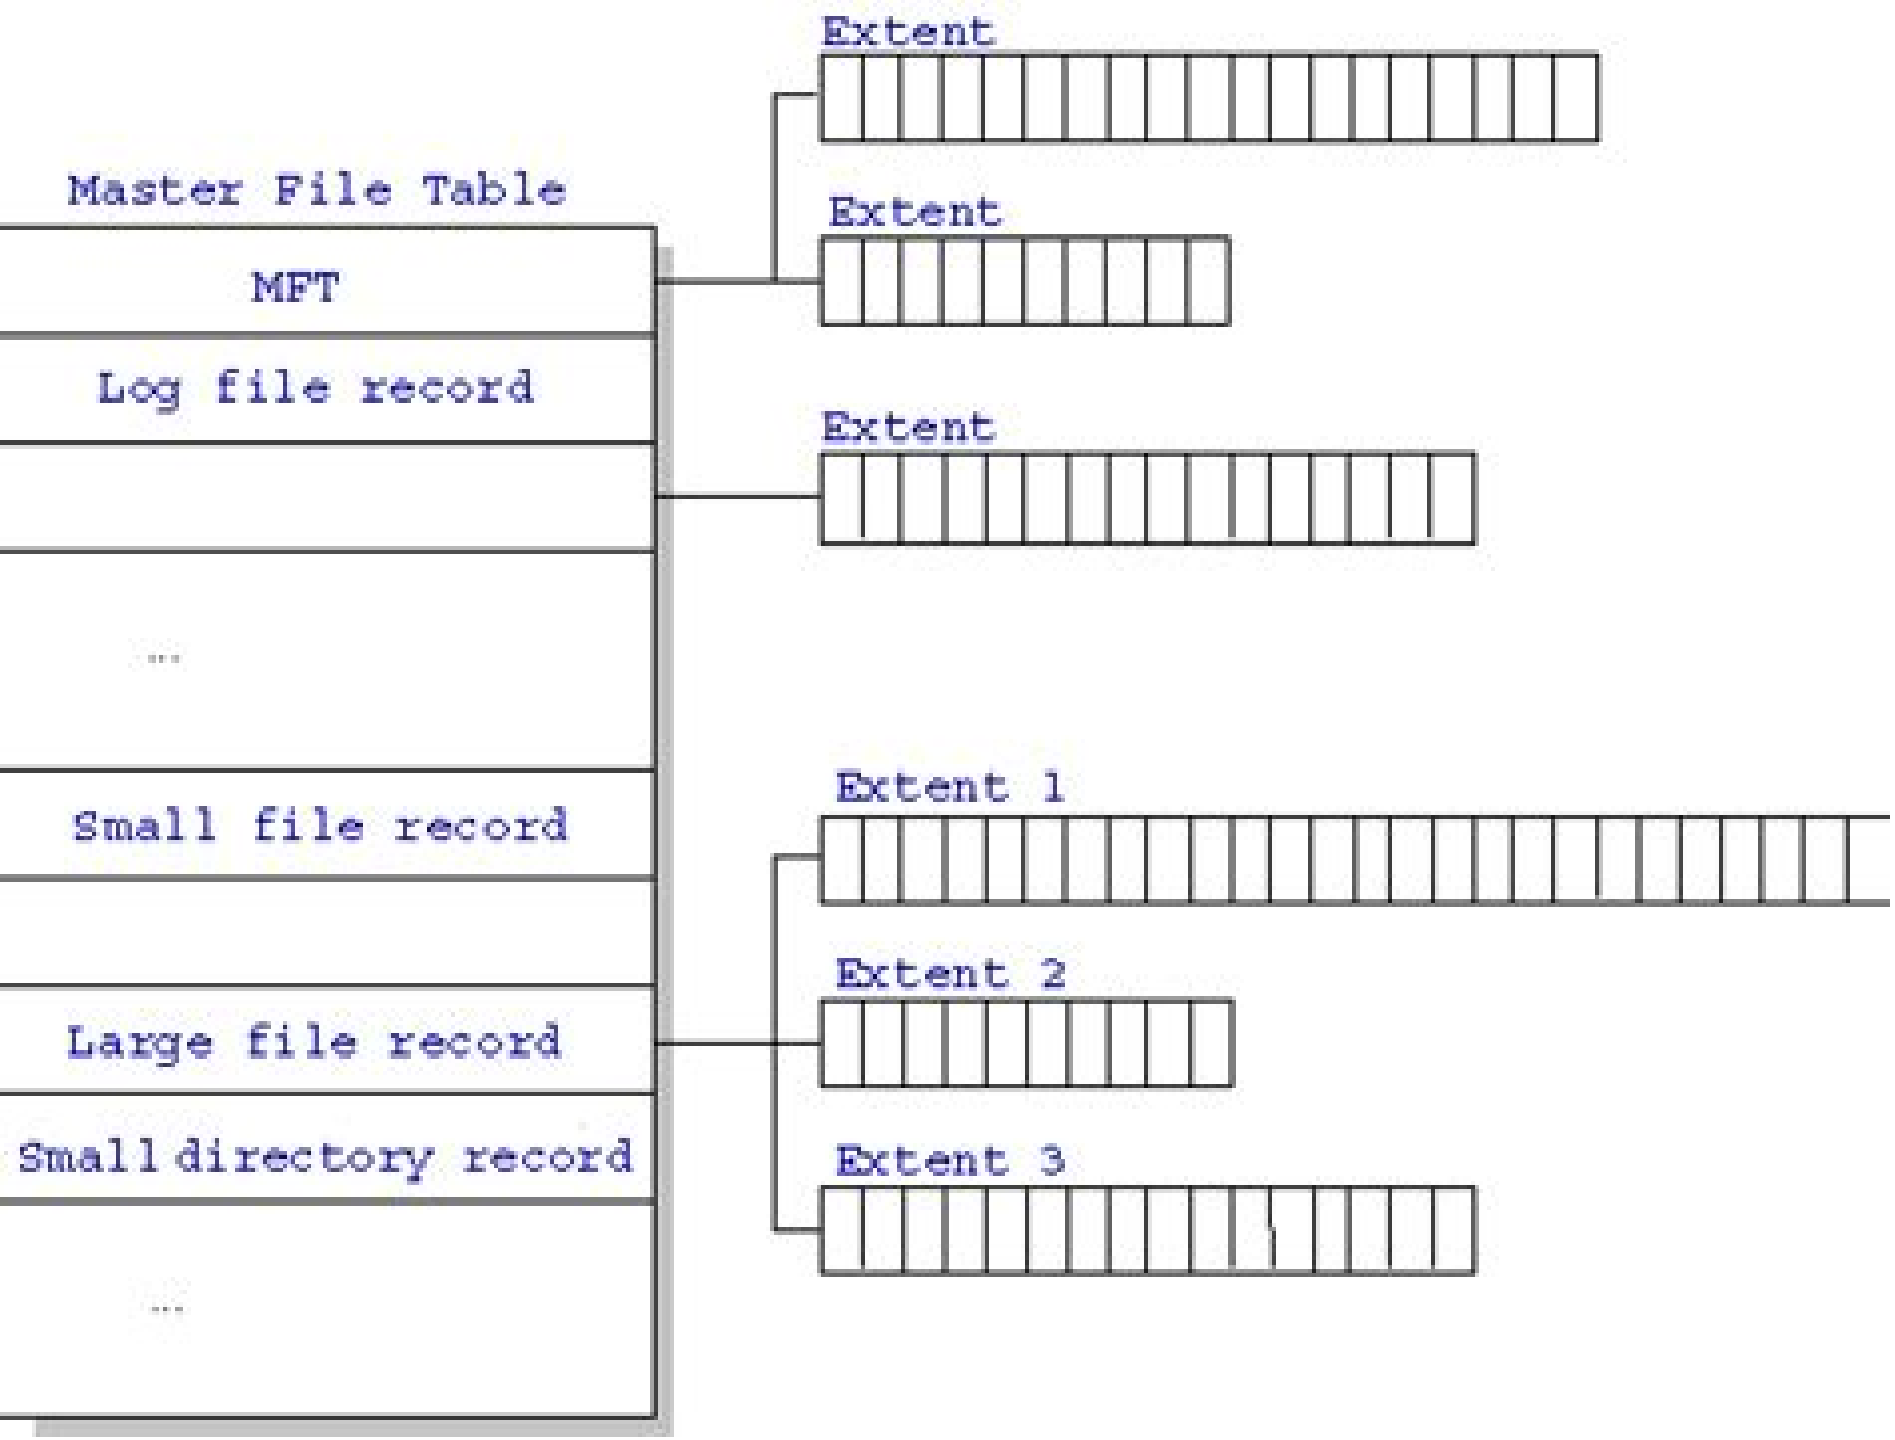 Master File Table
MFT
Log file record
...
Small file record
Large file record
Small directory record
...
Extent
Extent
Extent
Extent 1
Extent 2
Extent 3